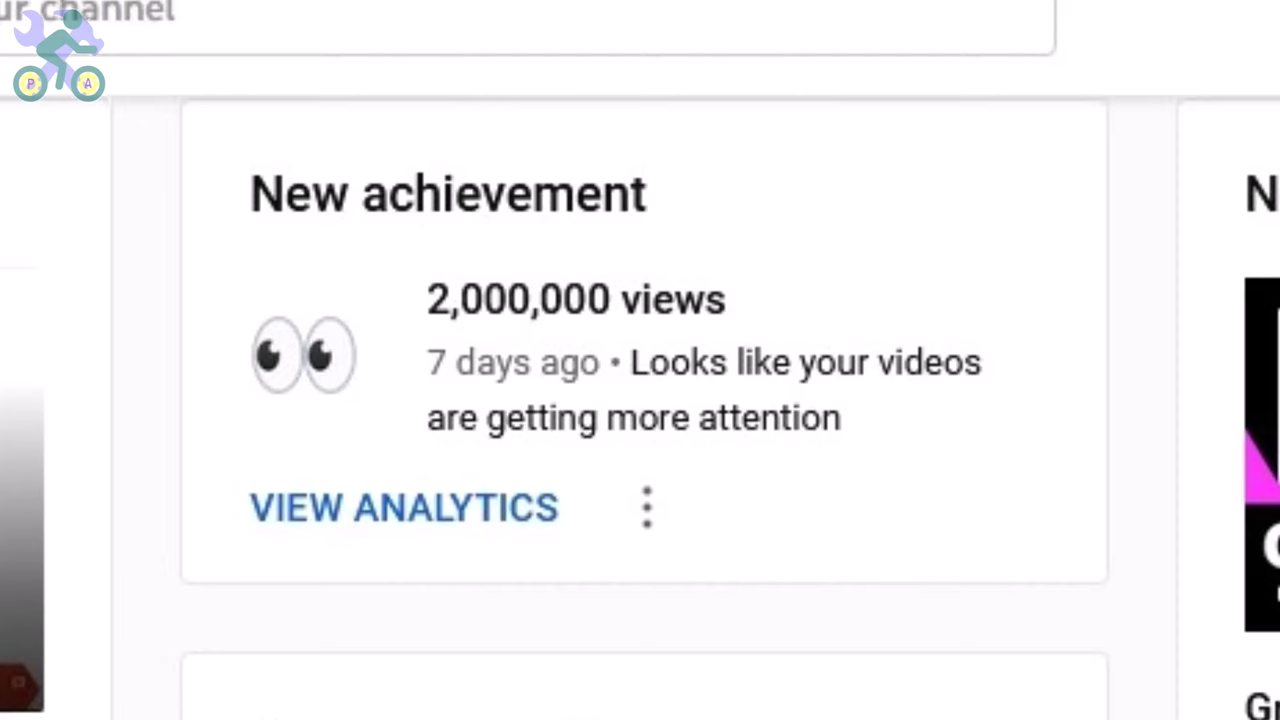 channel
P A
New achievement
2,000,000 views
7 days ago • Looks like your videos
are getting more attention
VIEW ANALYTICS